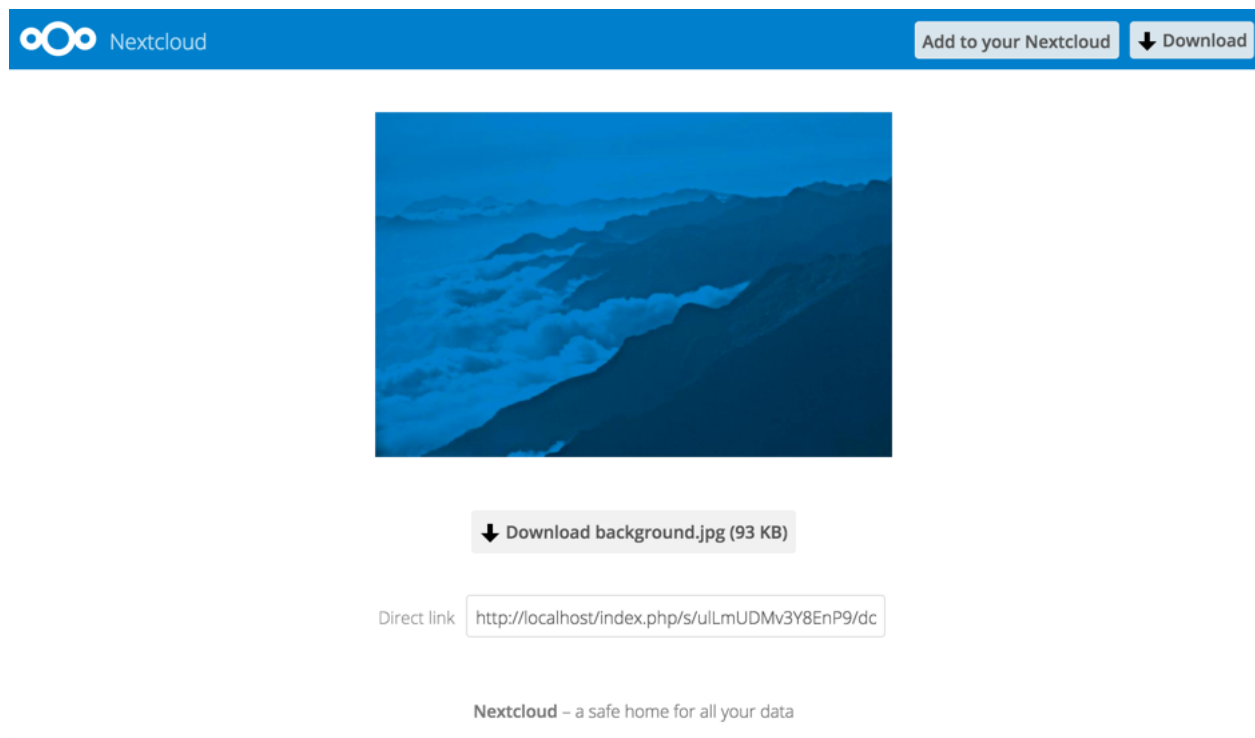 Nextcloud
Add to your Nextcloud
Download
Download background.jpg (93 KB)
Direct link http://localhost/index.php/s/ulLmUDMv3Y8EnP9/dc
Nextcloud – a safe home for all your data